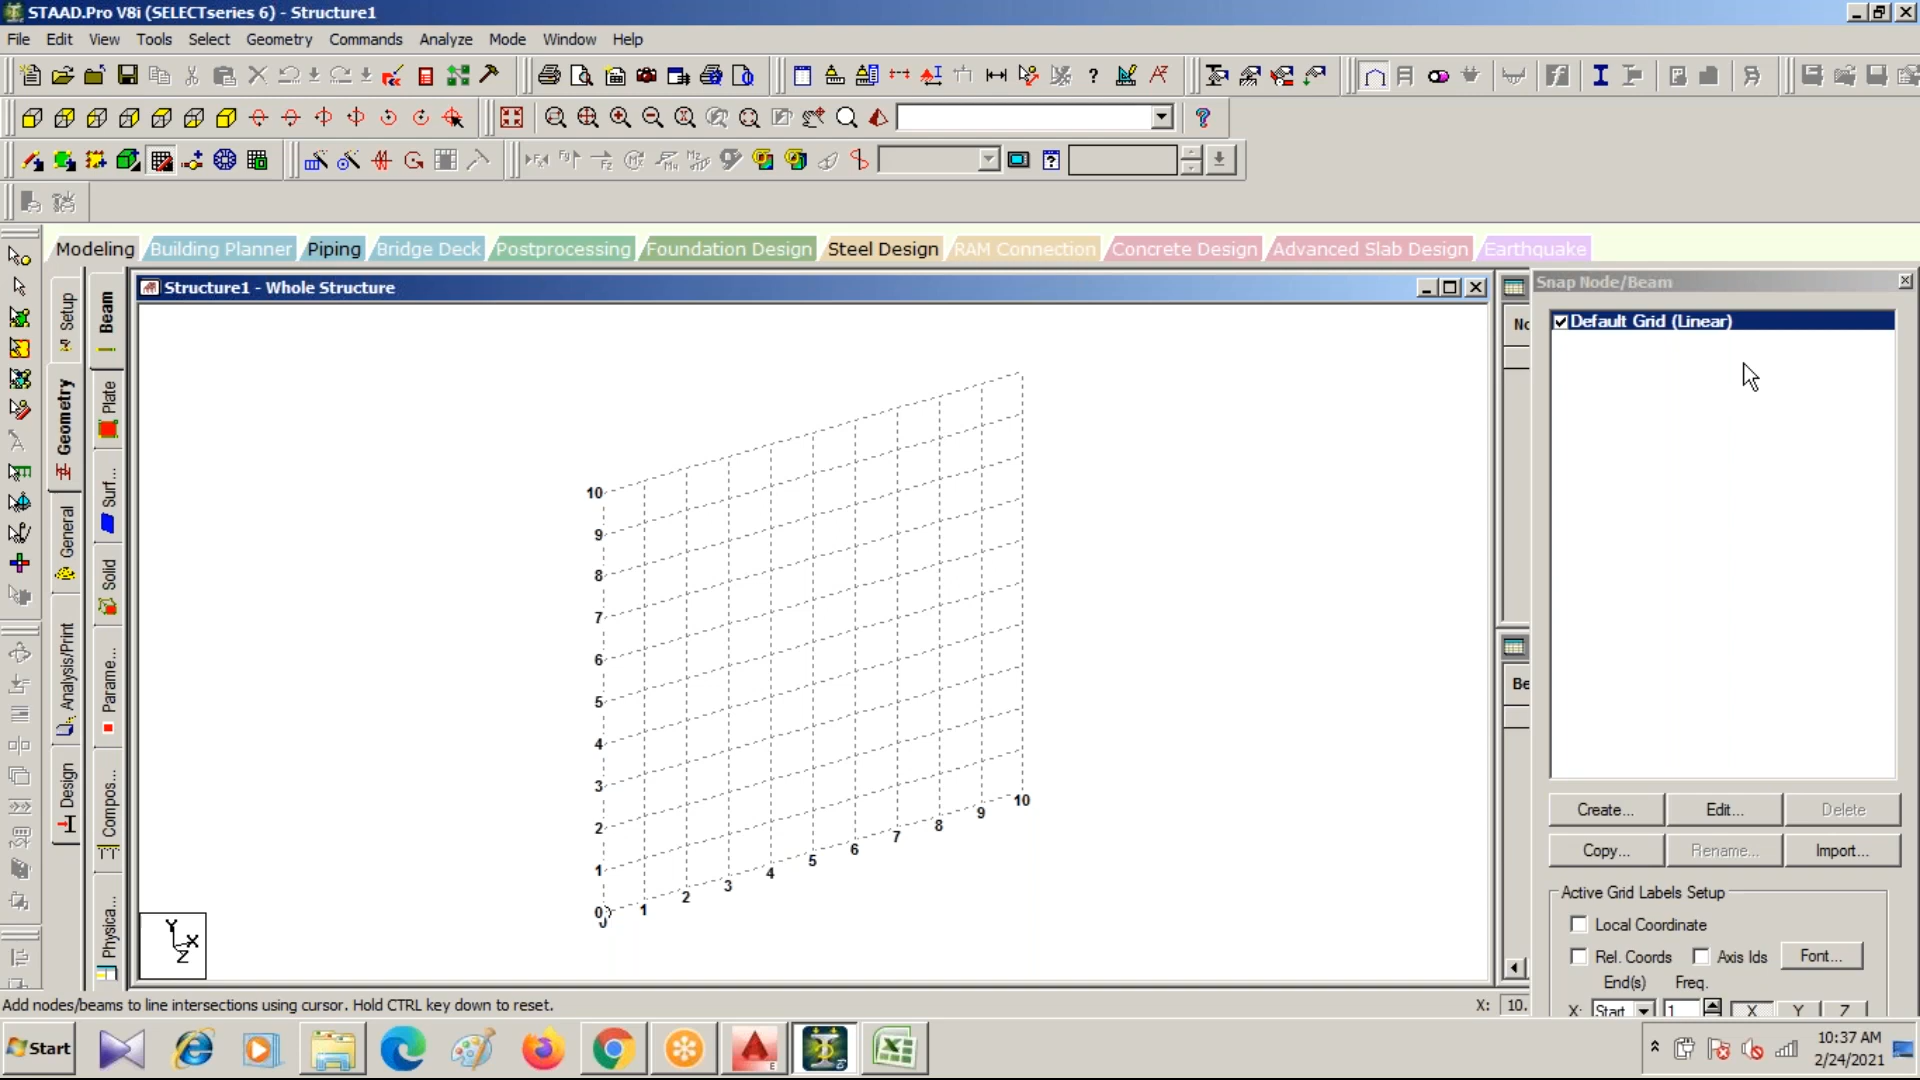 STAAD.Pro V8i (SELECTseries 6) - Structure1
File Edit View Tools Select Geometry Commands Analyze Mode Window Help
Modeling Building Planner Piping Bridge Deck Postprocessing Foundation Design Steel Design RAM Connection Concrete Design Advanced Slab Design Earthquake
Setup
Geometry
General
Analysis/Print
Design
Beam
Plate
Surf...
Solid
Parame...
Compos...
Physica...
Structure1 - Whole Structure
10
9
8
7
6
5
4
3
2
1
0
0 1 2 3 4 5 6 7 8 9 10
Y
X
Z
Be
Snap Node/Beam
Default Grid (Linear)
Create... Edit... Delete
Copy... Rename... Import...
Active Grid Labels Setup
Local Coordinate
Rel. Coords Axis Ids Font...
End(s) Freq.
X: Start 1 X Y Z
Add nodes/beams to line intersections using cursor. Hold CTRL key down to reset.
X: 10.
Start
10:37 AM
2/24/2021